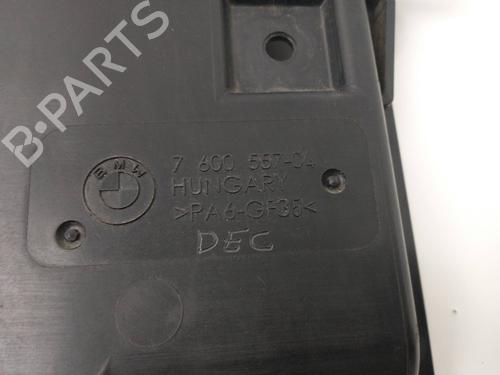 B-PARTS
BMW
7 600 557-04
HUNGARY
>PA6-GF35<
DEC